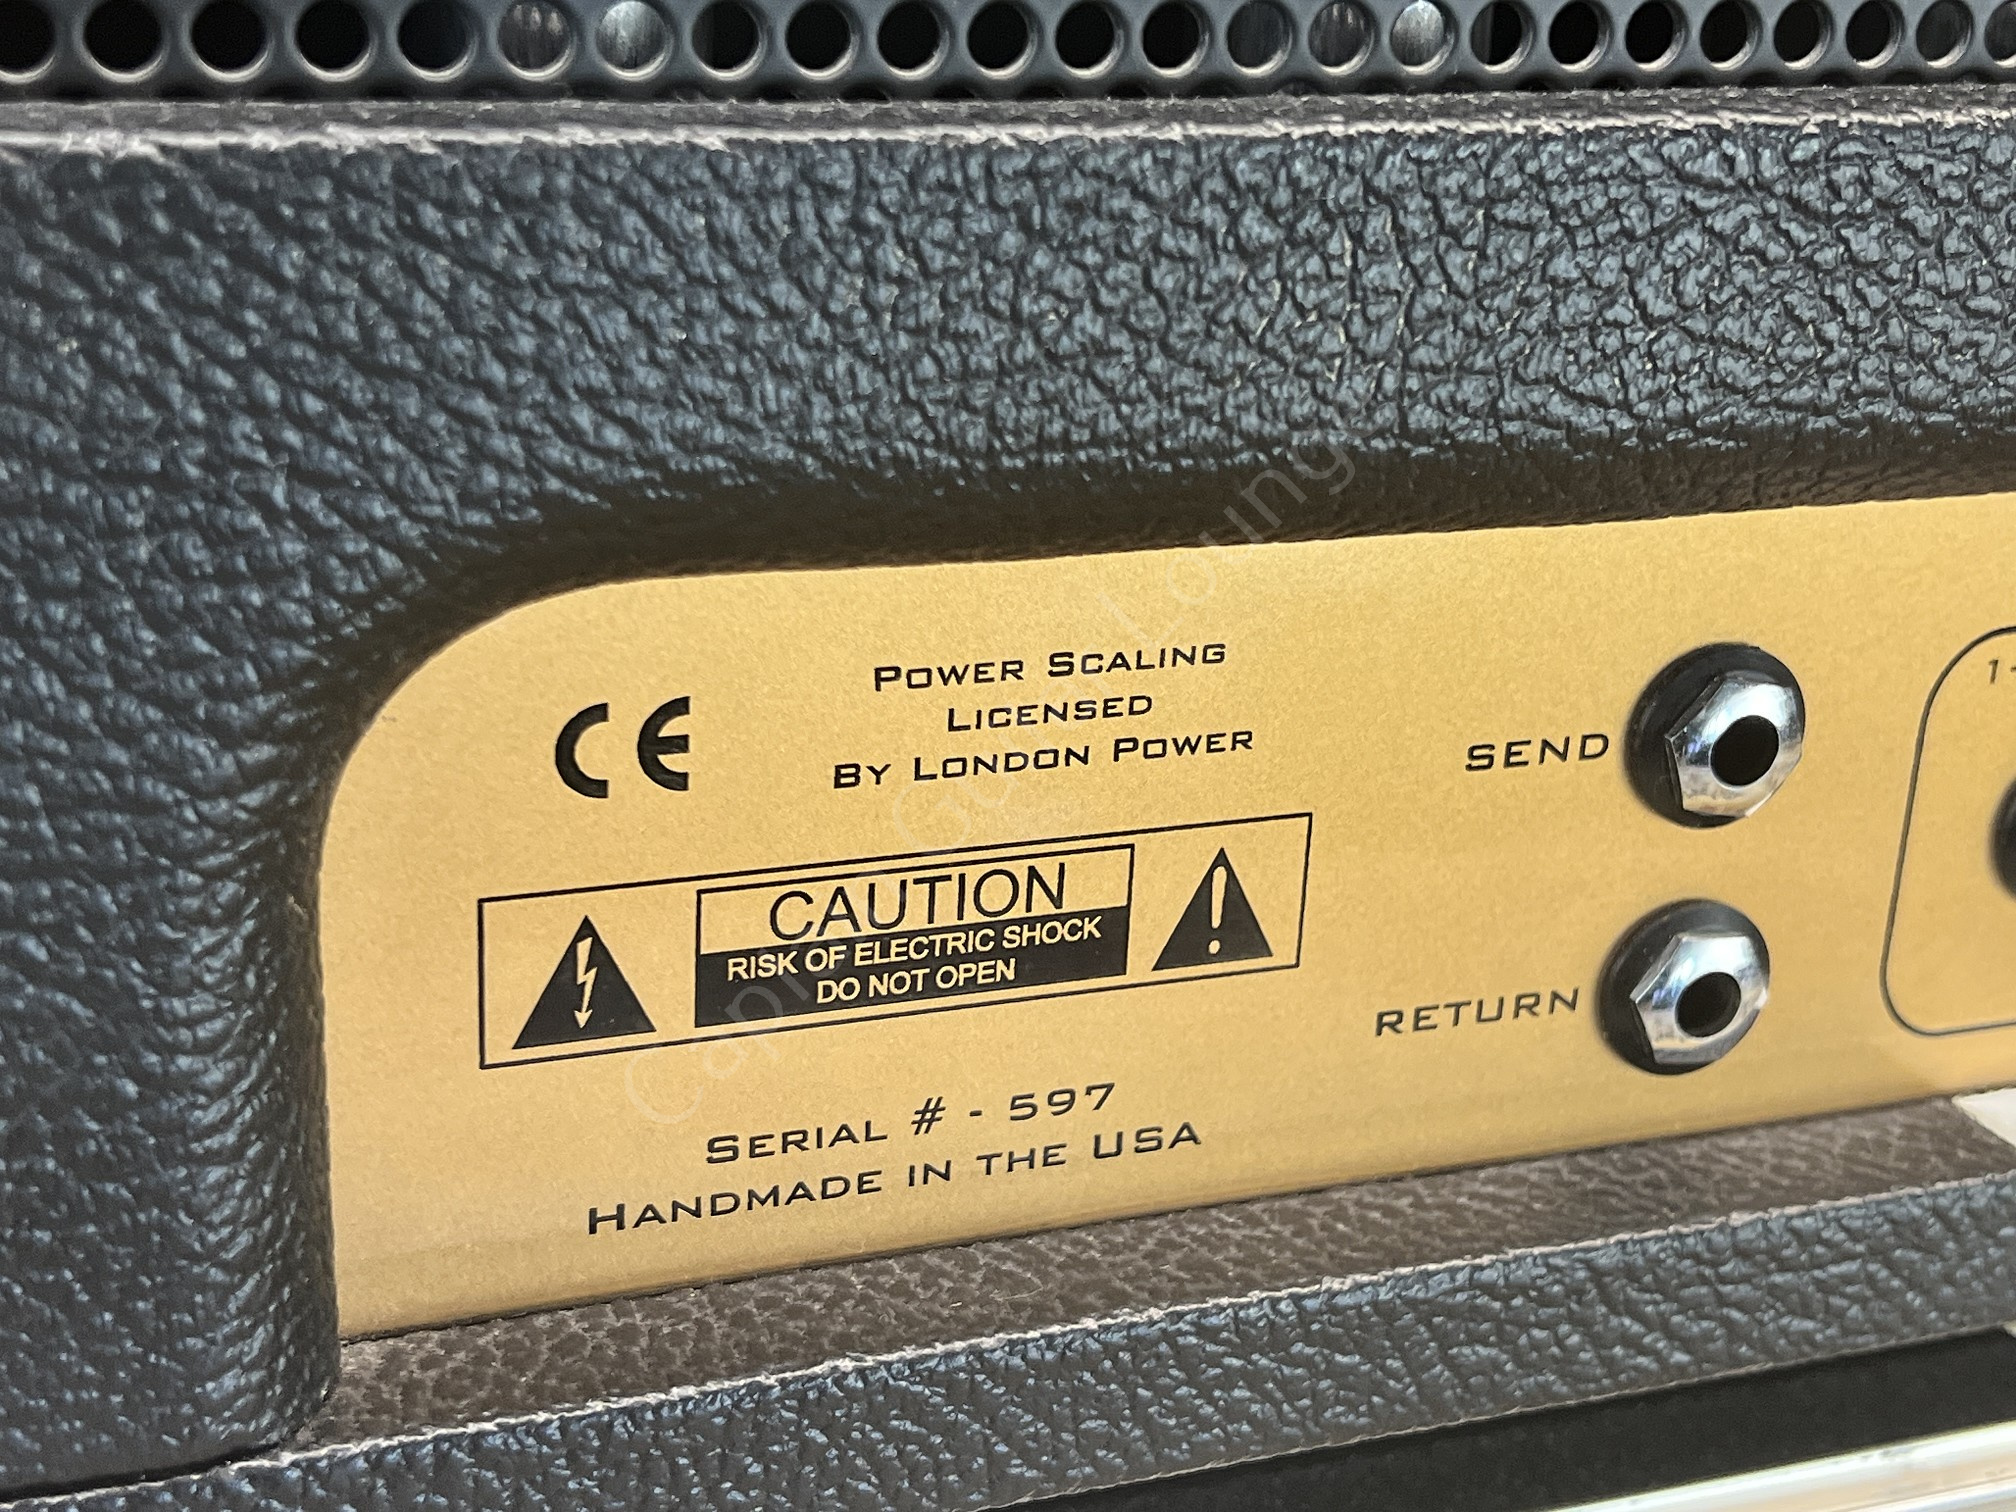 POWER SCALING
LICENSED
BY LONDON POWER
CE
SEND
CAUTION
RISK OF ELECTRIC SHOCK
DO NOT OPEN
RETURN
SERIAL # - 597
HANDMADE IN THE USA
1-